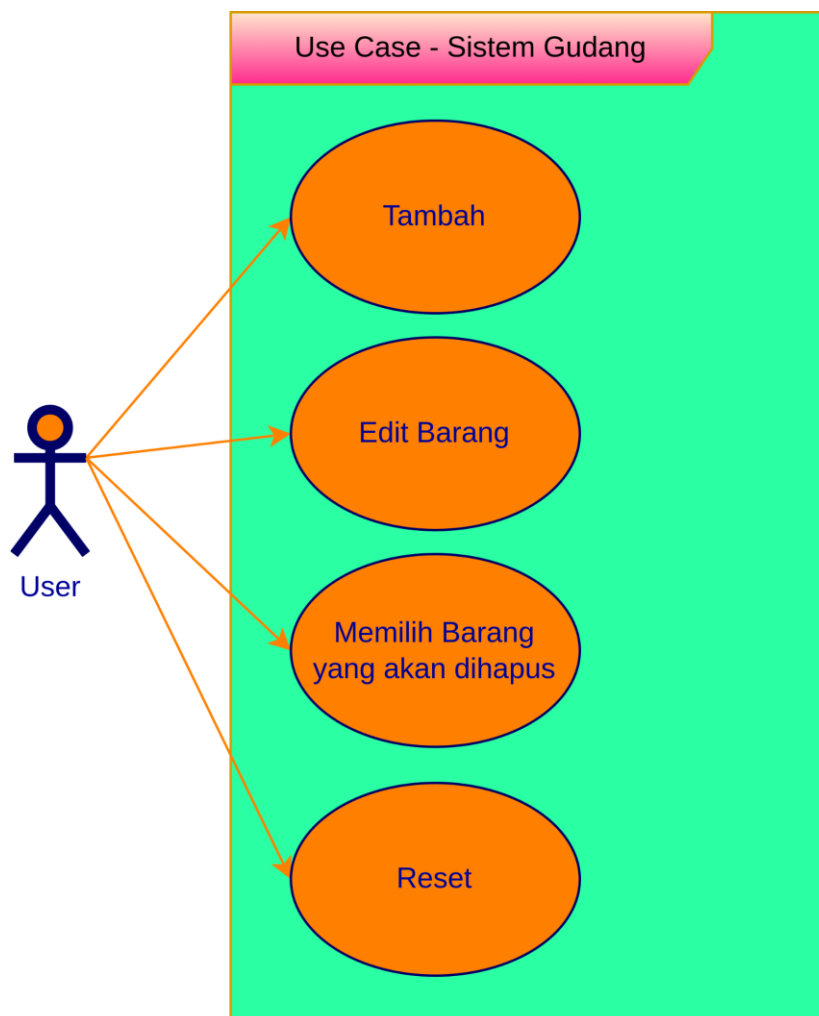 Use Case - Sistem Gudang
Tambah
Edit Barang
User
Memilih Barang
yang akan dihapus
Reset